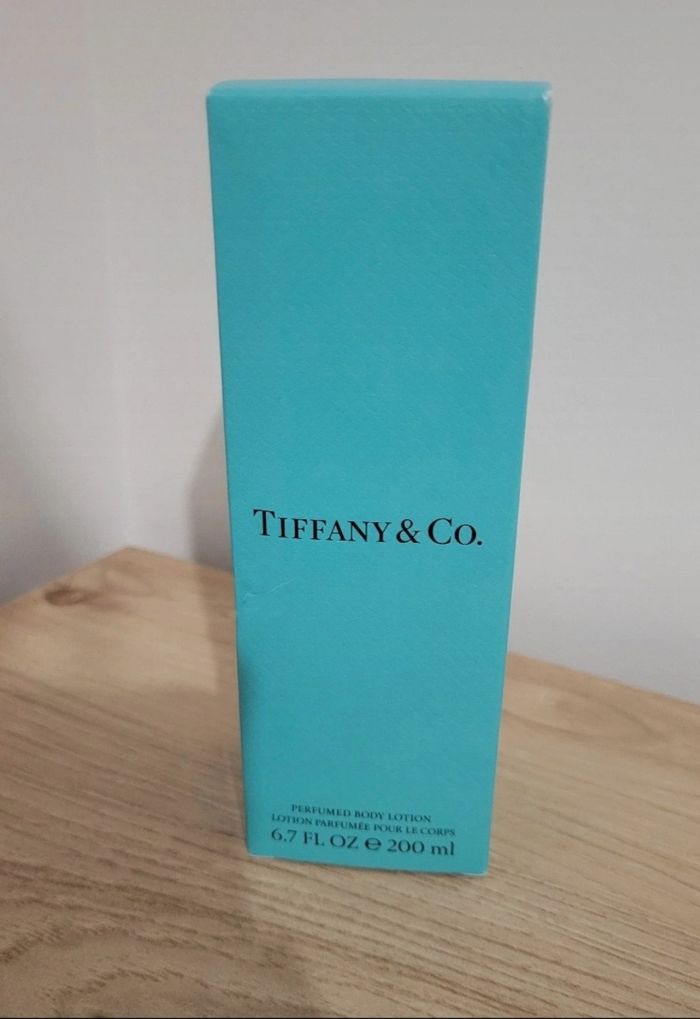 TIFFANY & CO.
PERFUMED BODY LOTION
LOTION PARFUMÉE POUR LE CORPS
6.7 FL OZ ℮ 200 ml